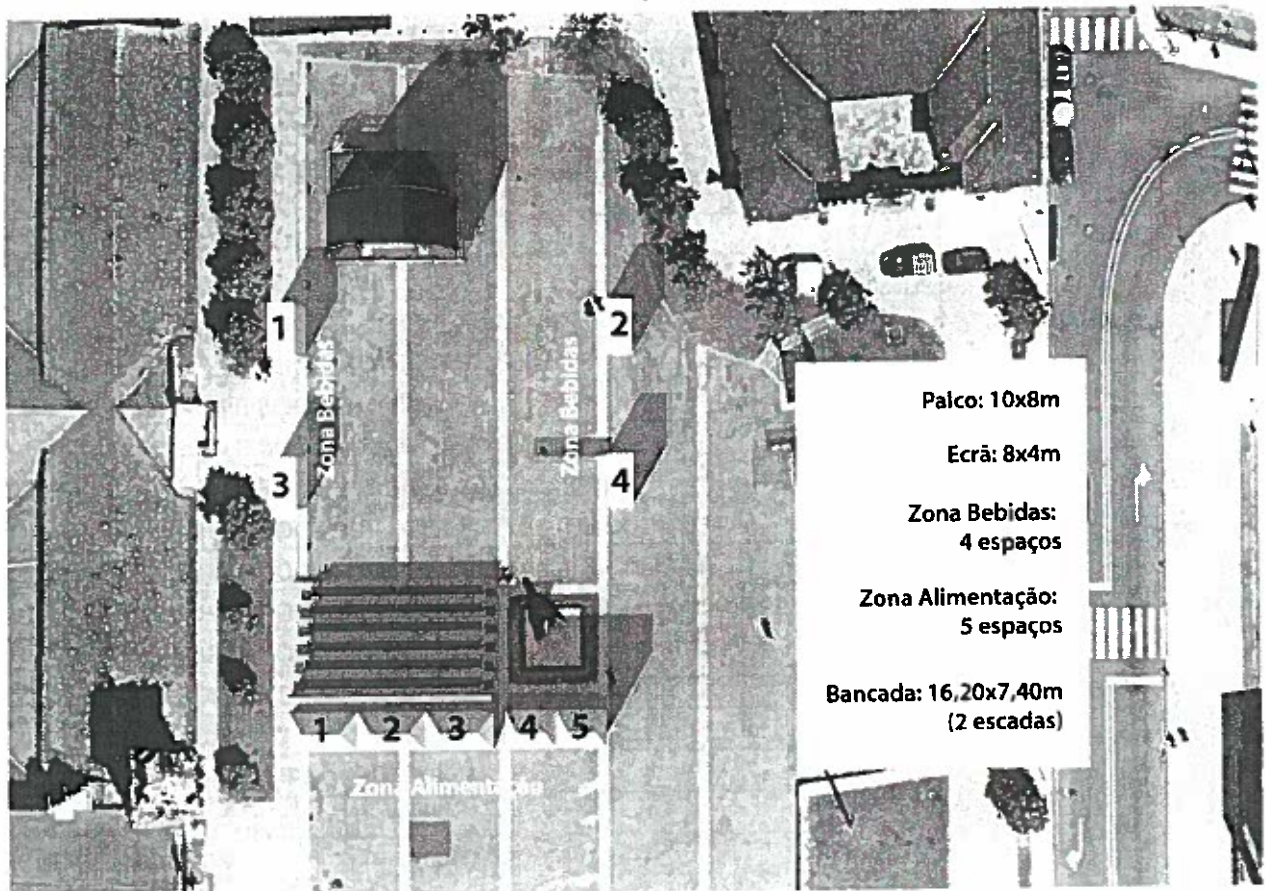 1
2
Zona Bebidas
Zona Bebidas
3
4
1 2 3 4 5
Zona Alimentação
Palco: 10x8m
Ecrã: 8x4m
Zona Bebidas:
4 espaços
Zona Alimentação:
5 espaços
Bancada: 16,20x7,40m
(2 escadas)